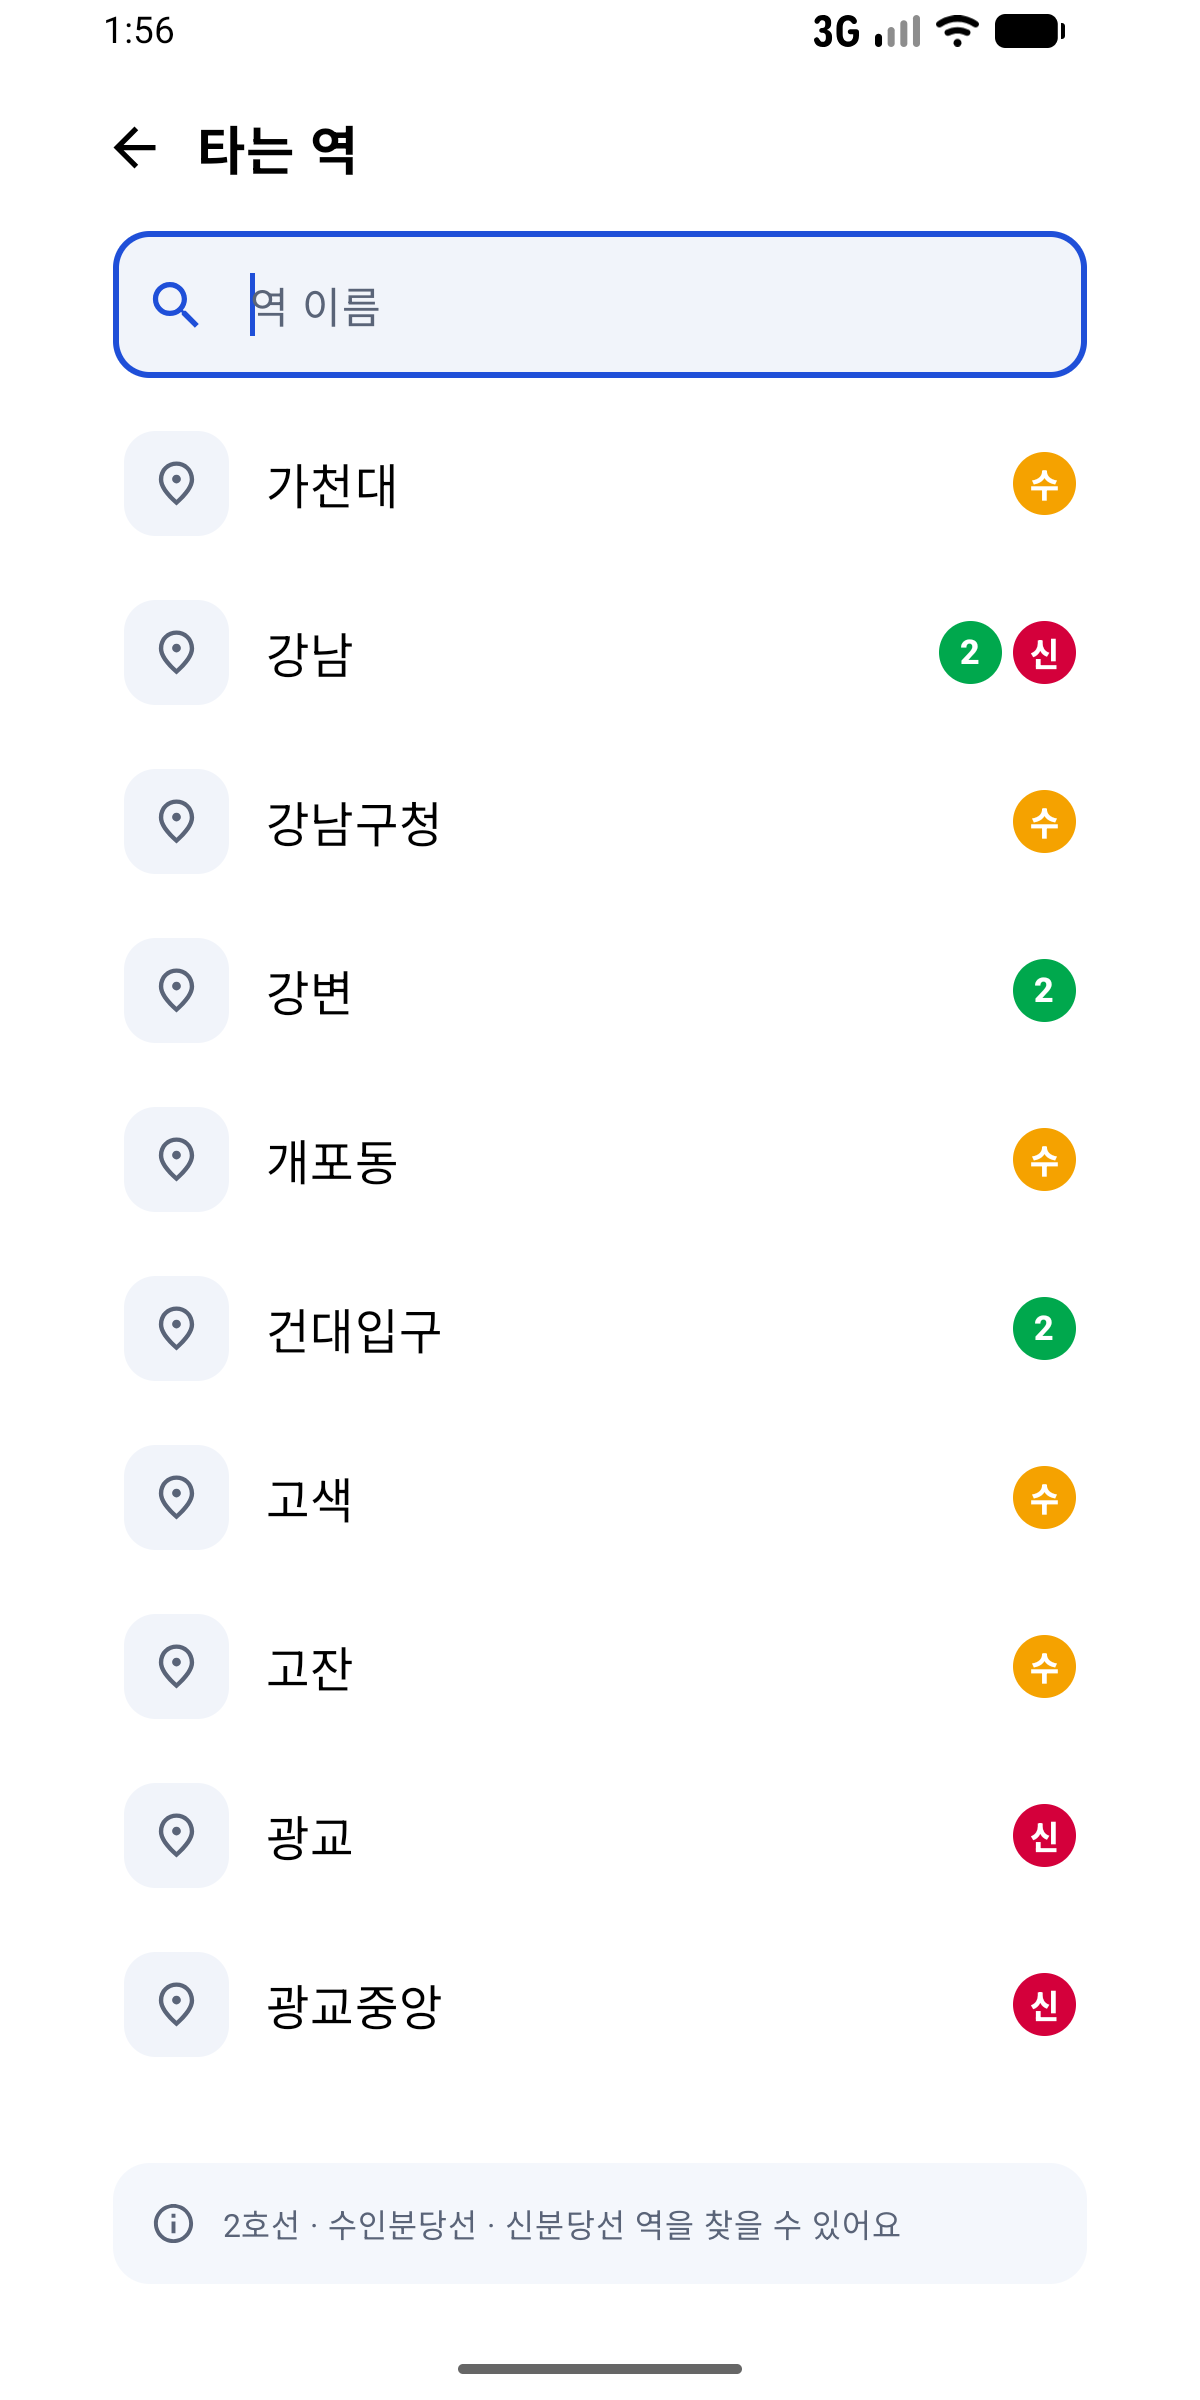 1:56 3G
타는 역
역 이름
가천대 수
강남 2 신
강남구청 수
강변 2
개포동 수
건대입구 2
고색 수
고잔 수
광교 신
광교중앙 신
2호선 · 수인분당선 · 신분당선 역을 찾을 수 있어요